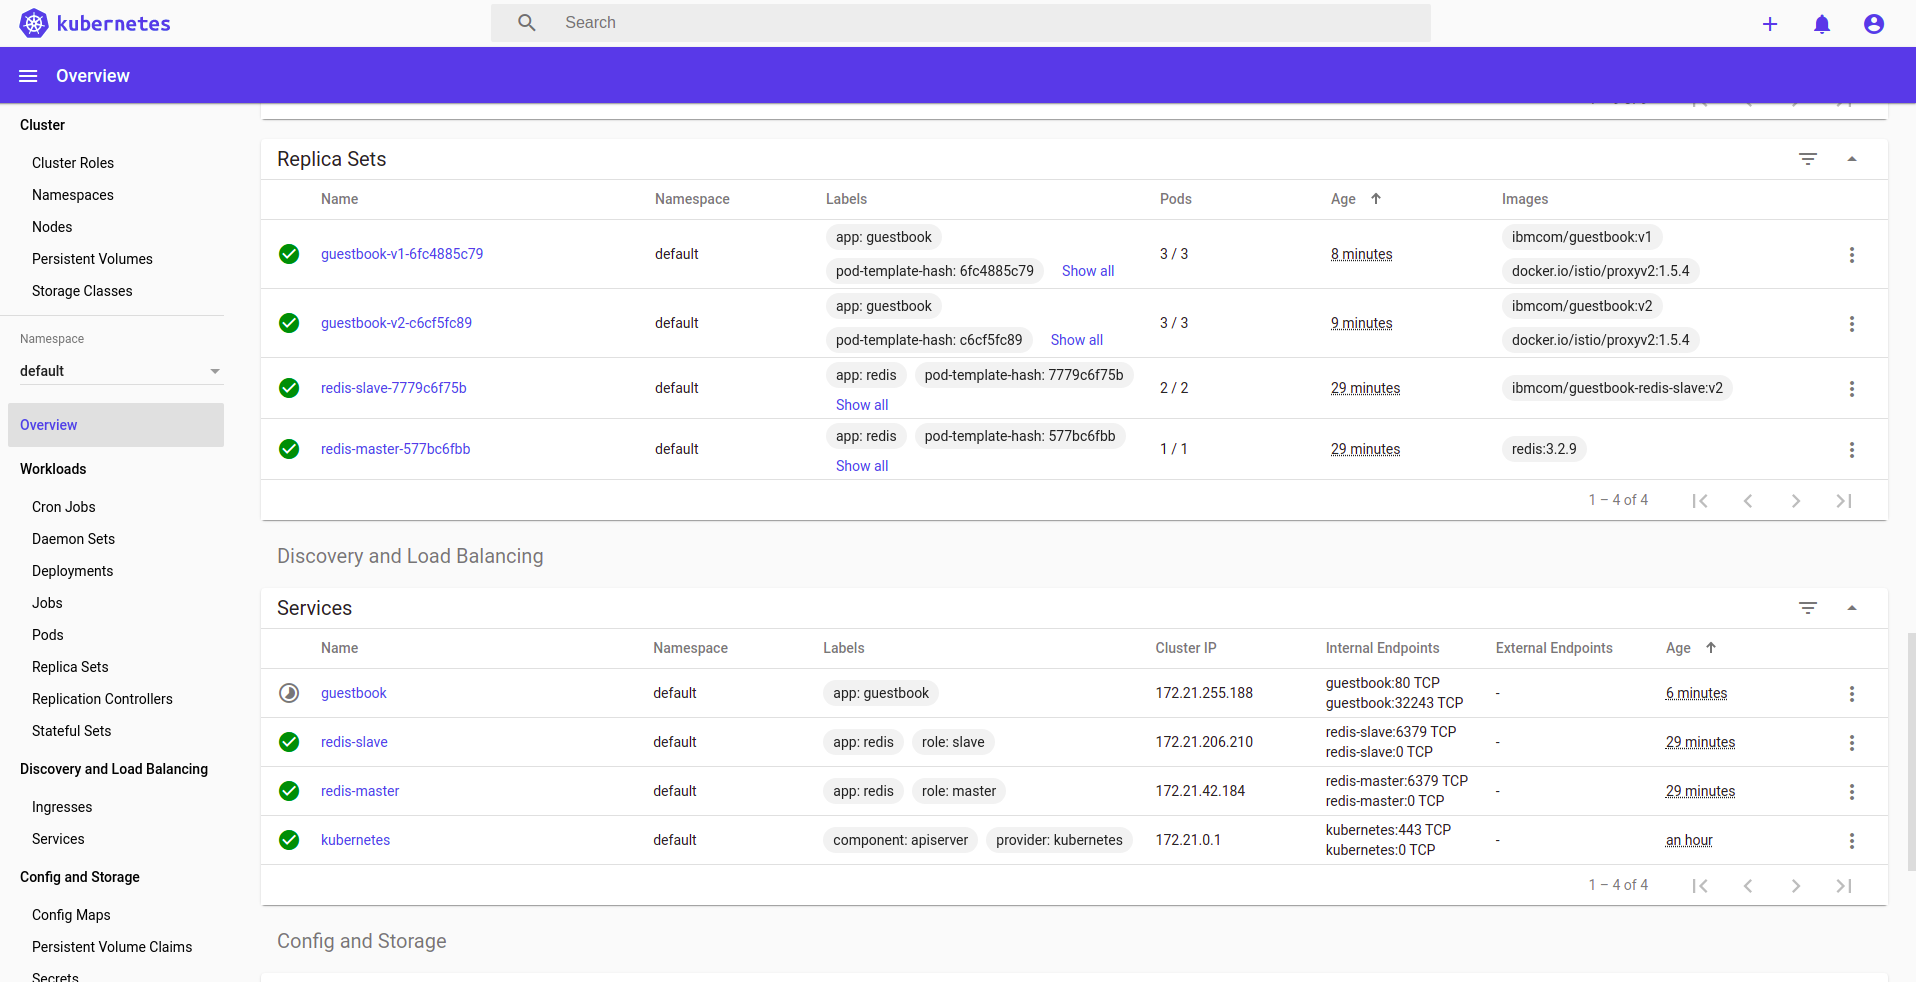 kubernetes
Search
Overview
Cluster
Cluster Roles
Namespaces
Nodes
Persistent Volumes
Storage Classes
Namespace
default
Overview
Workloads
Cron Jobs
Daemon Sets
Deployments
Jobs
Pods
Replica Sets
Replication Controllers
Stateful Sets
Discovery and Load Balancing
Ingresses
Services
Config and Storage
Config Maps
Persistent Volume Claims
Secrets
Replica Sets
Name Namespace Labels Pods Age Images
app: guestbook ibmcom/guestbook:v1
guestbook-v1-6fc4885c79 default 3 / 3 8 minutes
pod-template-hash: 6fc4885c79 Show all docker.io/istio/proxyv2:1.5.4
app: guestbook ibmcom/guestbook:v2
guestbook-v2-c6cf5fc89 default 3 / 3 9 minutes
pod-template-hash: c6cf5fc89 Show all docker.io/istio/proxyv2:1.5.4
app: redis pod-template-hash: 7779c6f75b
redis-slave-7779c6f75b default 2 / 2 29 minutes ibmcom/guestbook-redis-slave:v2
Show all
app: redis pod-template-hash: 577bc6fbb
redis-master-577bc6fbb default 1 / 1 29 minutes redis:3.2.9
Show all
1 – 4 of 4
Discovery and Load Balancing
Services
Name Namespace Labels Cluster IP Internal Endpoints External Endpoints Age
guestbook:80 TCP
guestbook default app: guestbook 172.21.255.188 - 6 minutes
guestbook:32243 TCP
redis-slave:6379 TCP
redis-slave default app: redis role: slave 172.21.206.210 - 29 minutes
redis-slave:0 TCP
redis-master:6379 TCP
redis-master default app: redis role: master 172.21.42.184 - 29 minutes
redis-master:0 TCP
kubernetes:443 TCP
kubernetes default component: apiserver provider: kubernetes 172.21.0.1 - an hour
kubernetes:0 TCP
1 – 4 of 4
Config and Storage